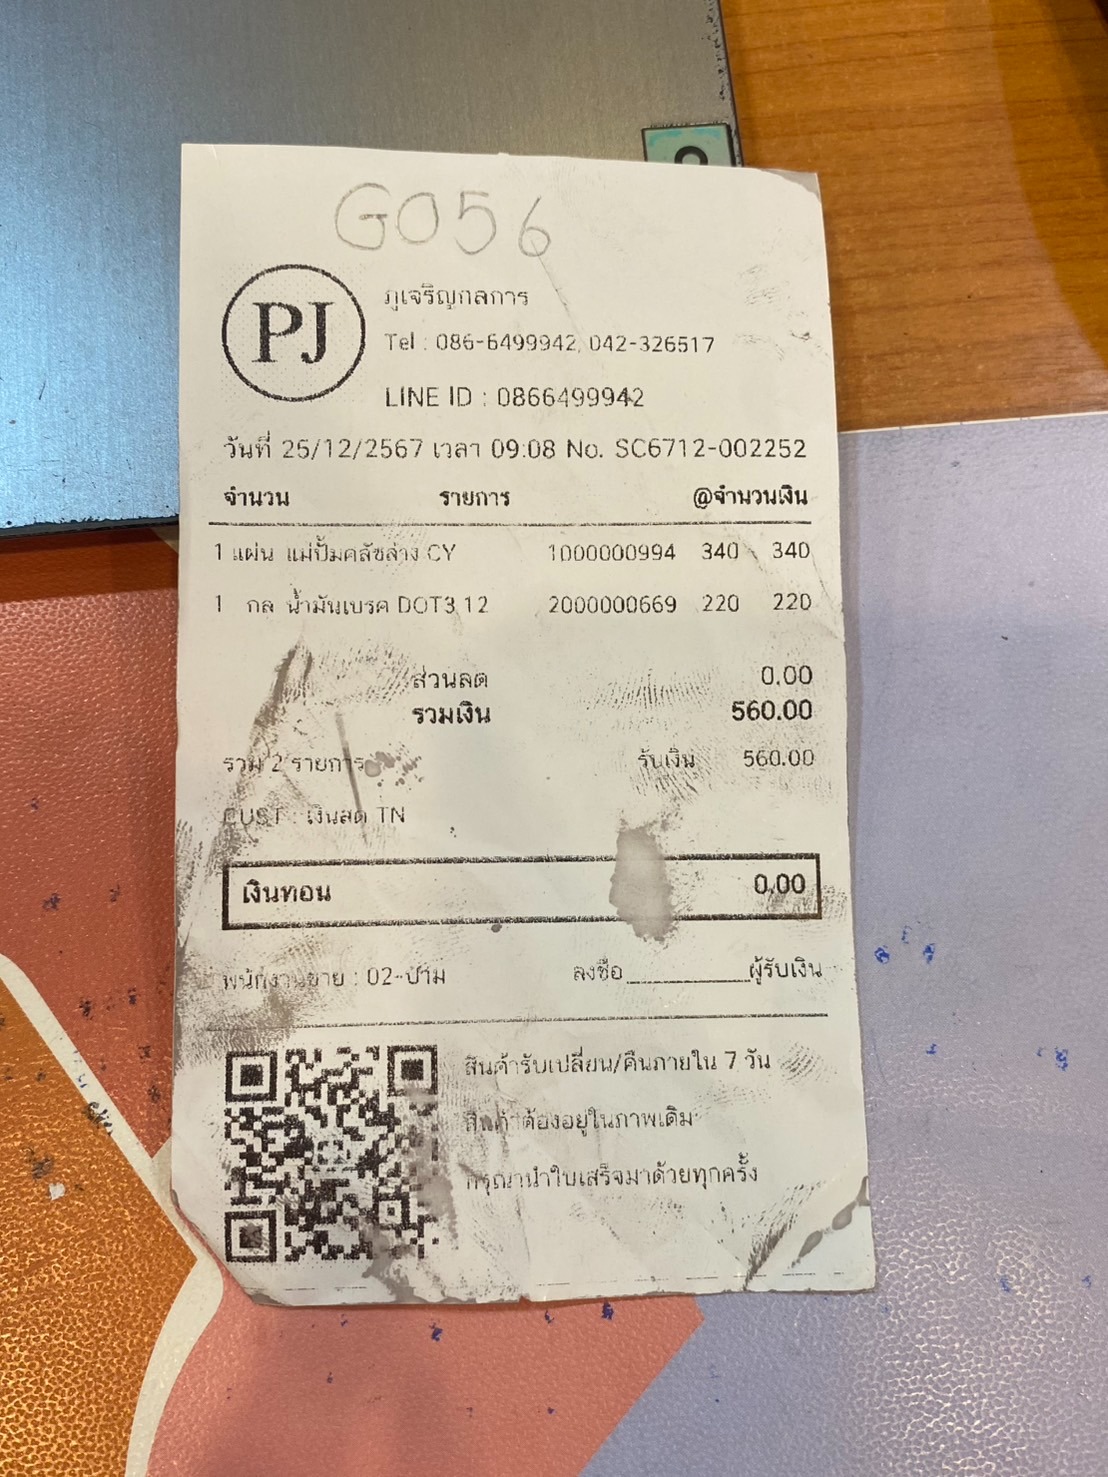 G056
PJ
ภูเจริญกลการ
Tel : 086-6499942, 042-326517
LINE ID : 0866499942
วันที่ 25/12/2567 เวลา 09:08 No. SC6712-002252
จำนวน รายการ @จำนวนเงิน
1 แผ่น แม่ปั๊มคลัชล่าง CY 1000000994 340 340
1 กล น้ำมันเบรค DOT3 12 2000000669 220 220
ส่วนลด 0.00
รวมเงิน 560.00
รวม 2 รายการ รับเงิน 560.00
CUST : เงินสด TN
เงินทอน 0.00
พนักงานขาย : 02-ป่าม ลงชื่อ__________ผู้รับเงิน
สินค้ารับเปลี่ยน/คืนภายใน 7 วัน
สินค้าต้องอยู่ในภาพเดิม
กรุณานำใบเสร็จมาด้วยทุกครั้ง